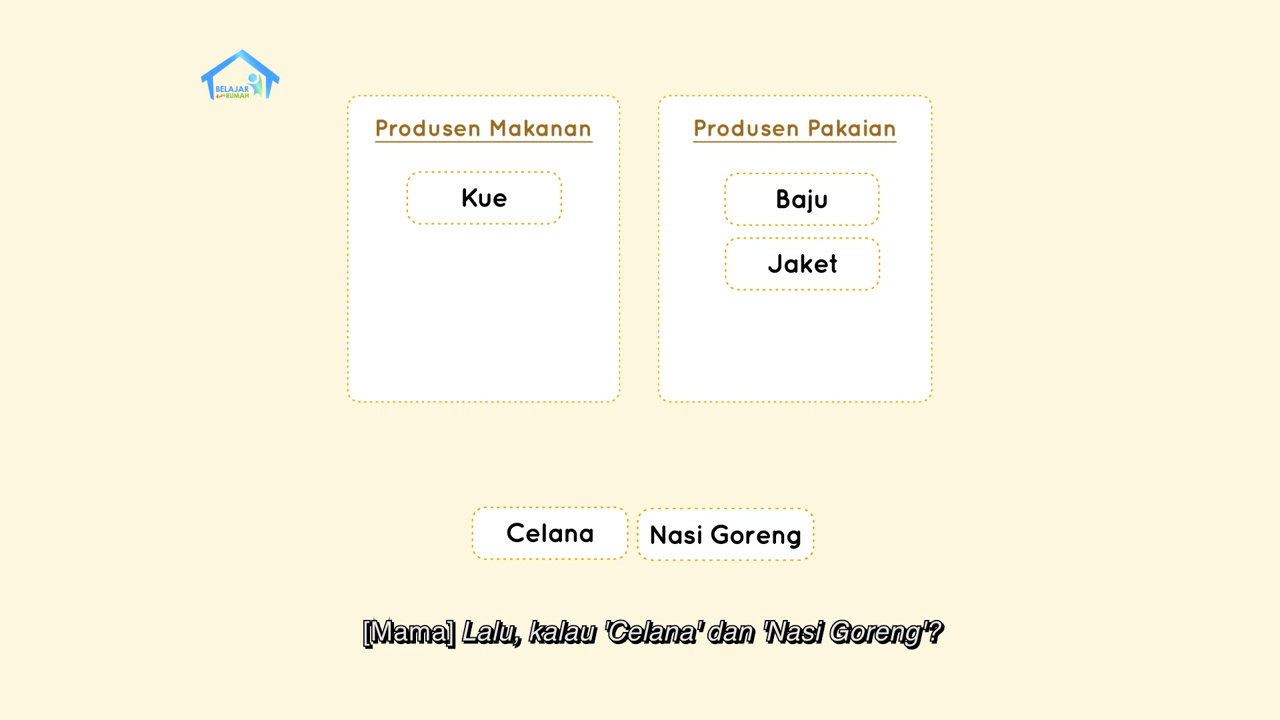 BELAJAR
dari RUMAH
Produsen Makanan
Kue
Produsen Pakaian
Baju
Jaket
Celana
Nasi Goreng
[Mama] Lalu, kalau 'Celana' dan 'Nasi Goreng'?